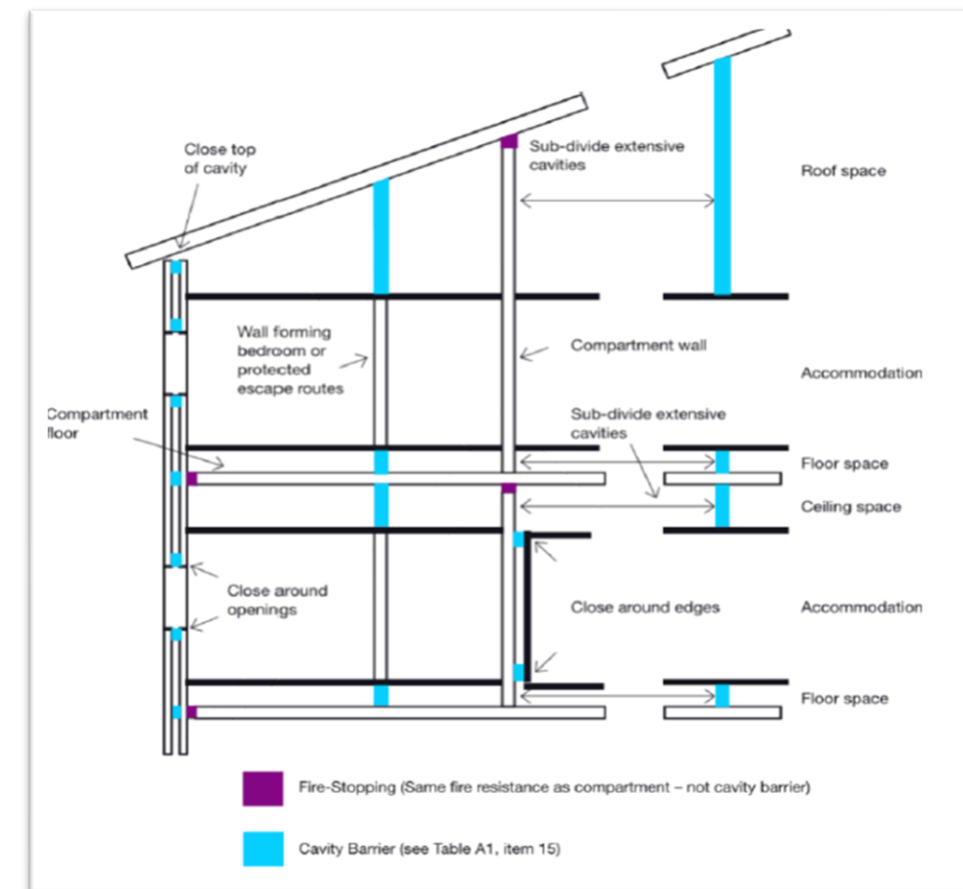 Close top
of cavity
Sub-divide extensive
cavities
Roof space
Wall forming
bedroom or
protected
escape routes
Compartment wall
Accommodation
Compartment
floor
Sub-divide extensive
cavities
Floor space
Ceiling space
Close around
openings
Close around edges
Accommodation
Floor space
Fire-Stopping (Same fire resistance as compartment – not cavity barrier)
Cavity Barrier (see Table A1, item 15)